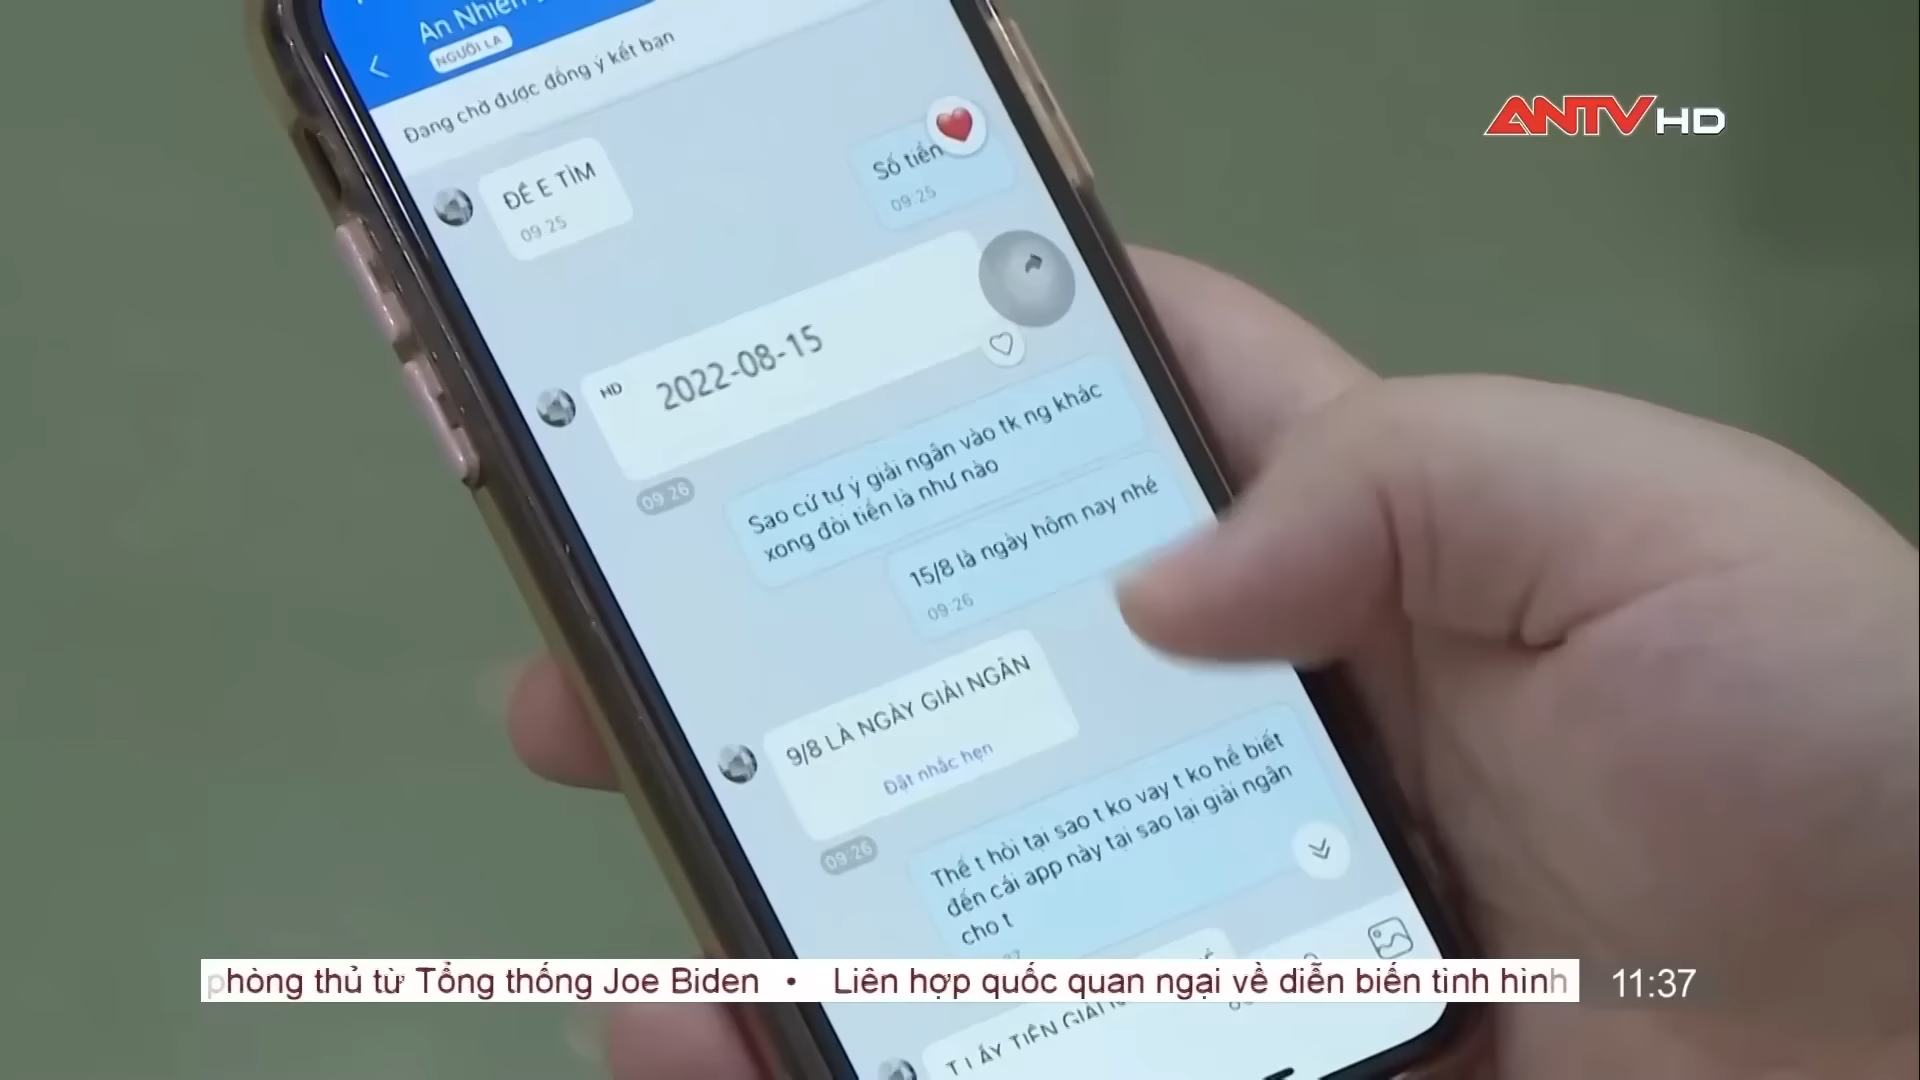 An Nhiên
NGƯỜI LẠ
Đang chờ được đồng ý kết bạn
ANTV HD
ĐỂ E TÌM
09:25
Số tiền
09:25
HD
2022-08-15
09:26
Sao cứ tự ý giải ngân vào tk ng khác
xong đòi tiền là như nào
15/8 là ngày hôm nay nhé
09:26
9/8 LÀ NGÀY GIẢI NGÂN
Đặt nhắc hẹn
09:26
Thế t hỏi tại sao t ko vay t ko hề biết
đến cái app này tại sao lại giải ngân
cho t
phòng thủ từ Tổng thống Joe Biden • Liên hợp quốc quan ngại về diễn biến tình hình
11:37